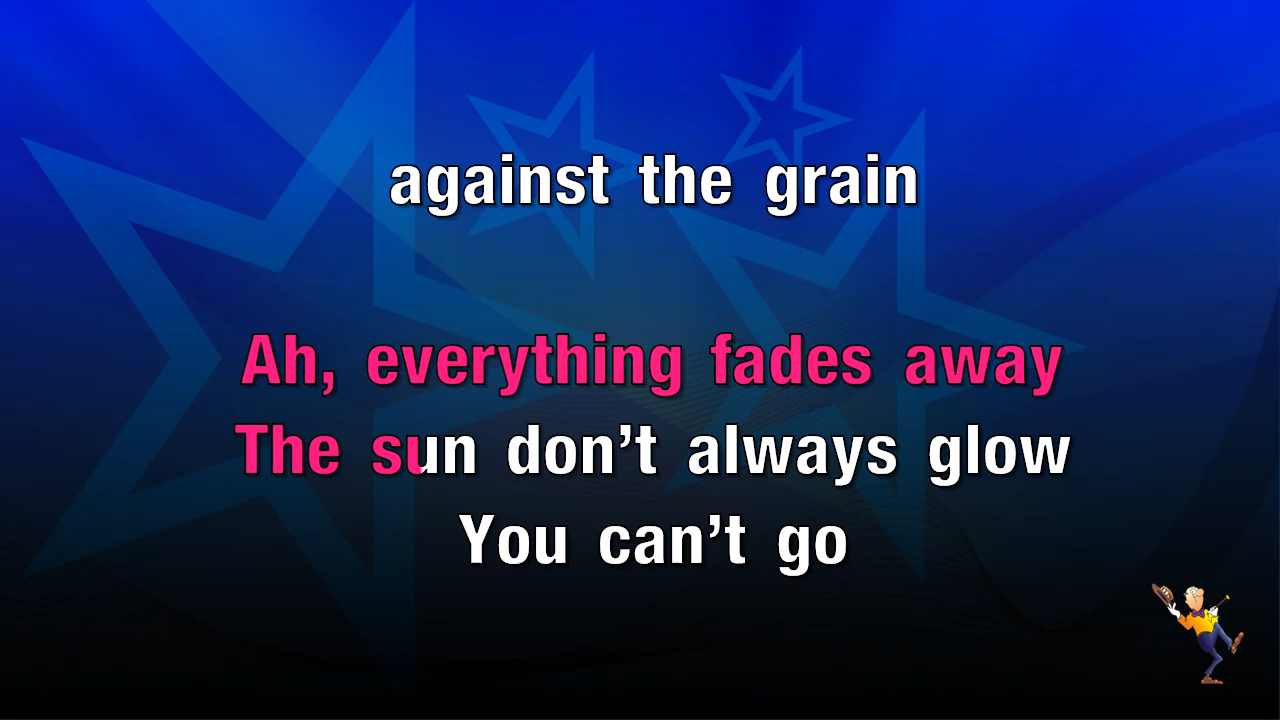 against the grain
Ah, everything fades away
The sun don’t always glow
You can’t go